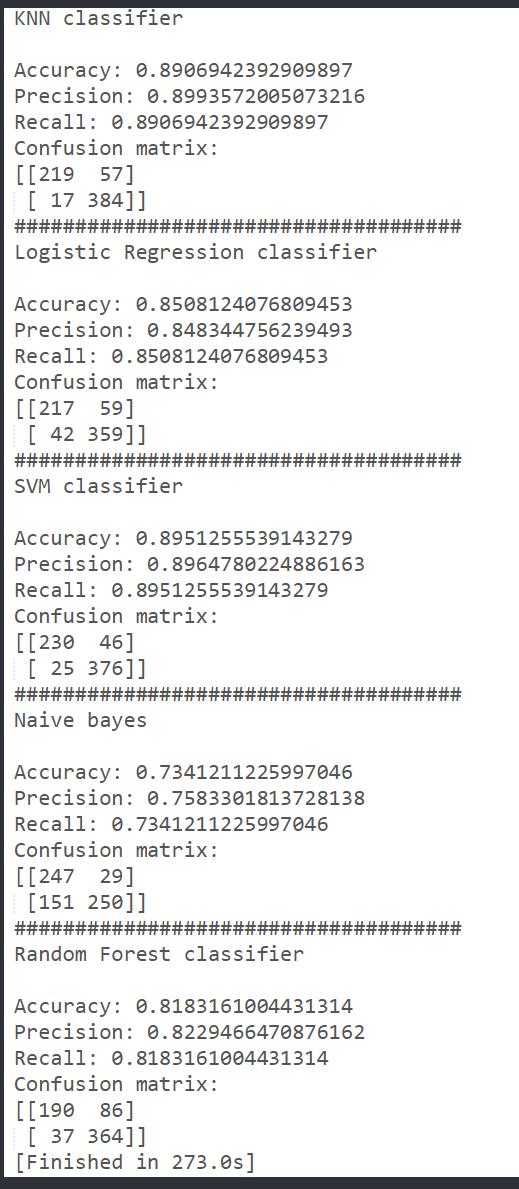 KNN classifier
Accuracy: 0.8906942392909897
Precision: 0.8993572005073216
Recall: 0.8906942392909897
Confusion matrix:
[[219  57]
 [ 17 384]]
#####################################
Logistic Regression classifier
Accuracy: 0.8508124076809453
Precision: 0.848344756239493
Recall: 0.8508124076809453
Confusion matrix:
[[217  59]
 [ 42 359]]
#####################################
SVM classifier
Accuracy: 0.8951255539143279
Precision: 0.8964780224886163
Recall: 0.8951255539143279
Confusion matrix:
[[230  46]
 [ 25 376]]
#####################################
Naive bayes
Accuracy: 0.7341211225997046
Precision: 0.7583301813728138
Recall: 0.7341211225997046
Confusion matrix:
[[247  29]
 [151 250]]
#####################################
Random Forest classifier
Accuracy: 0.8183161004431314
Precision: 0.8229466470876162
Recall: 0.8183161004431314
Confusion matrix:
[[190  86]
 [ 37 364]]
[Finished in 273.0s]